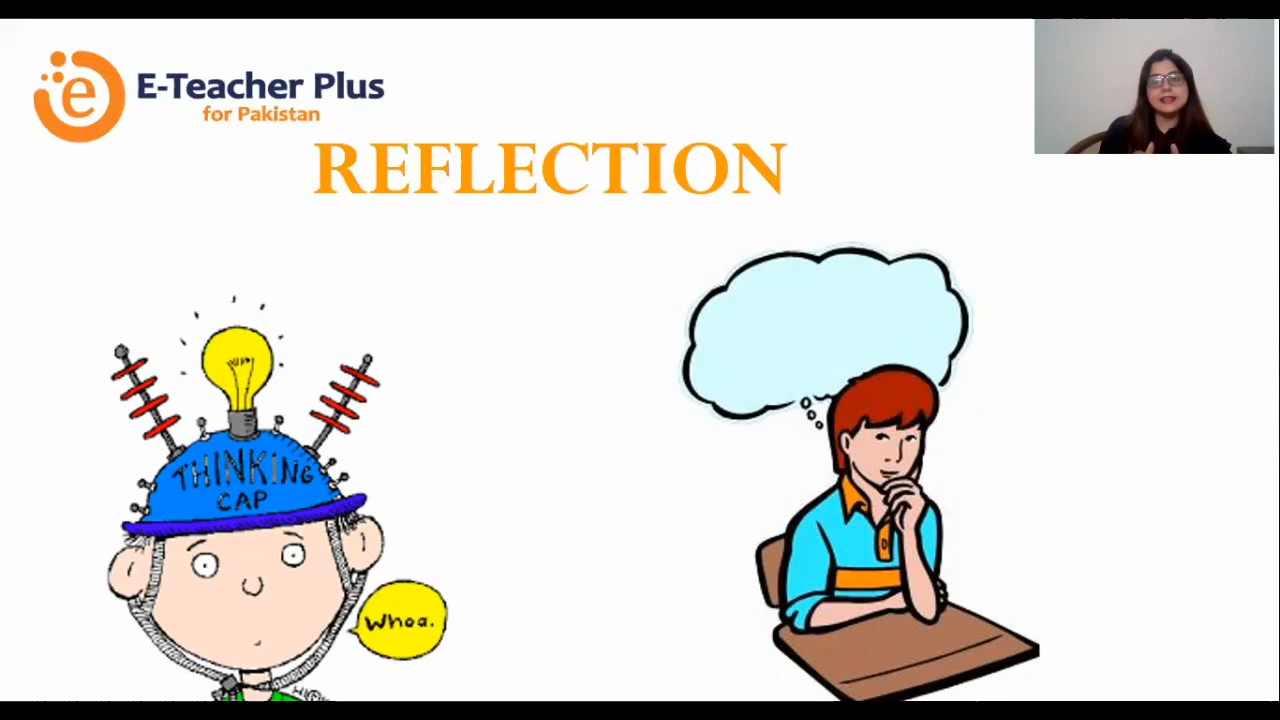 e
E-Teacher Plus
for Pakistan
REFLECTION
THINKING
CAP
Whoa.